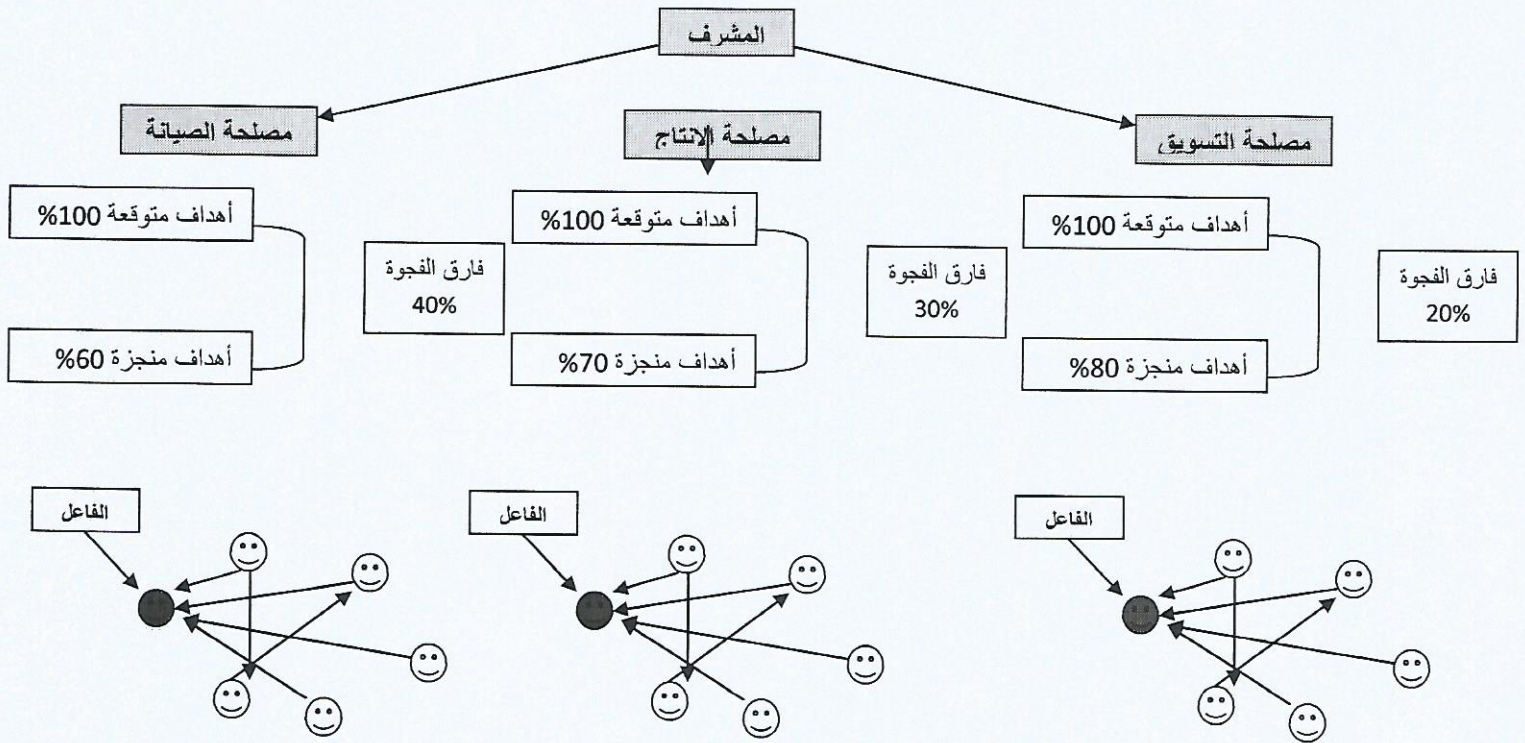 المشرف
مصلحة التسويق
مصلحة الانتاج
مصلحة الصيانة
أهداف متوقعة 100%
أهداف متوقعة 100%
أهداف متوقعة 100%
فارق الفجوة
20%
فارق الفجوة
30%
فارق الفجوة
40%
أهداف منجزة 80%
أهداف منجزة 70%
أهداف منجزة 60%
الفاعل
الفاعل
الفاعل